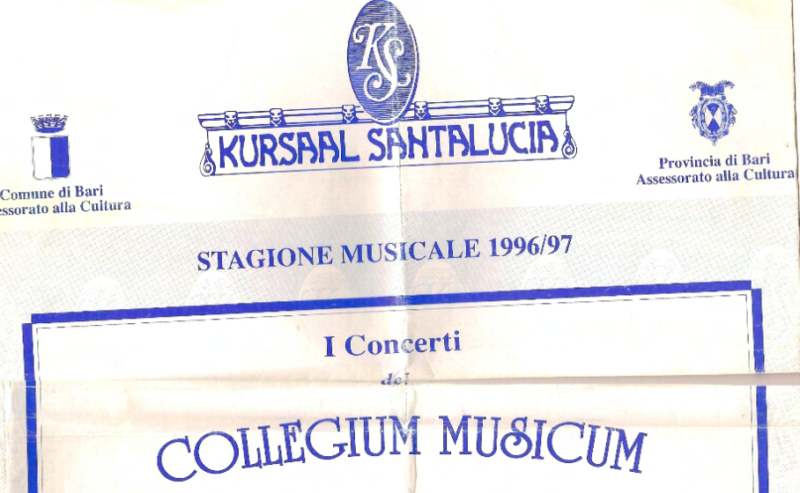 KS
KURSAAL SANTALUCIA
Comune di Bari
essorato alla Cultura
Provincia di Bari
Assessorato alla Cultura
STAGIONE MUSICALE 1996/97
I Concerti
del
COLLEGIUM MUSICUM